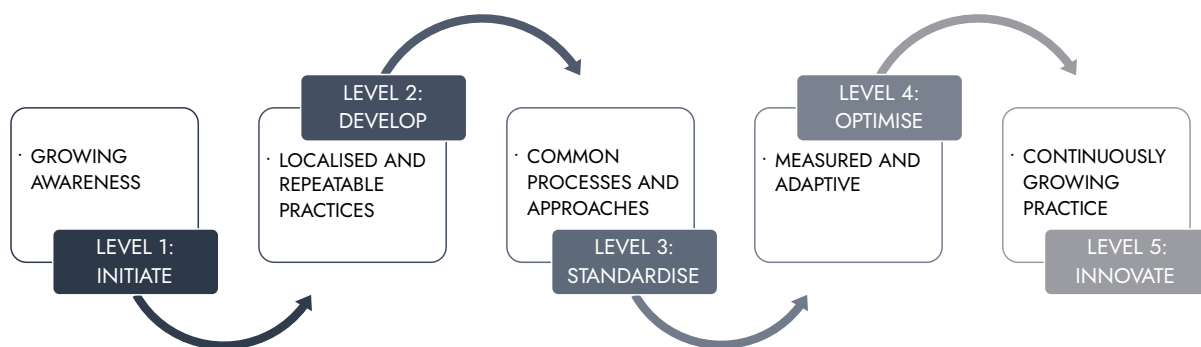 · GROWING
AWARENESS
LEVEL 1:
INITIATE
LEVEL 2:
DEVELOP
· LOCALISED AND
REPEATABLE
PRACTICES
· COMMON
PROCESSES AND
APPROACHES
LEVEL 3:
STANDARDISE
LEVEL 4:
OPTIMISE
· MEASURED AND
ADAPTIVE
· CONTINUOUSLY
GROWING
PRACTICE
LEVEL 5:
INNOVATE